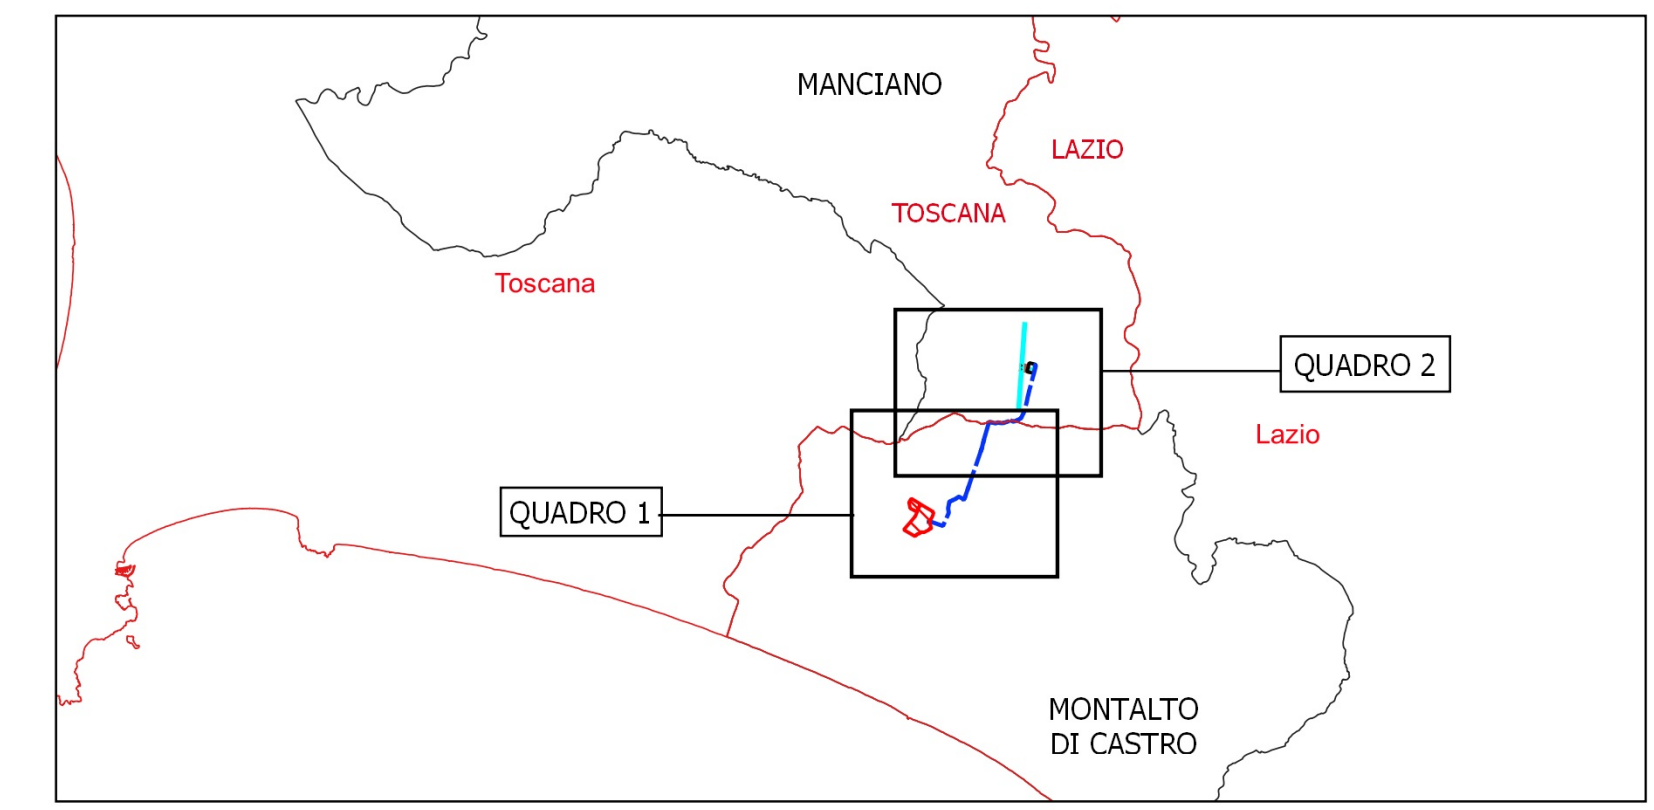 MANCIANO
LAZIO
TOSCANA
Toscana
QUADRO 2
Lazio
QUADRO 1
MONTALTO
DI CASTRO